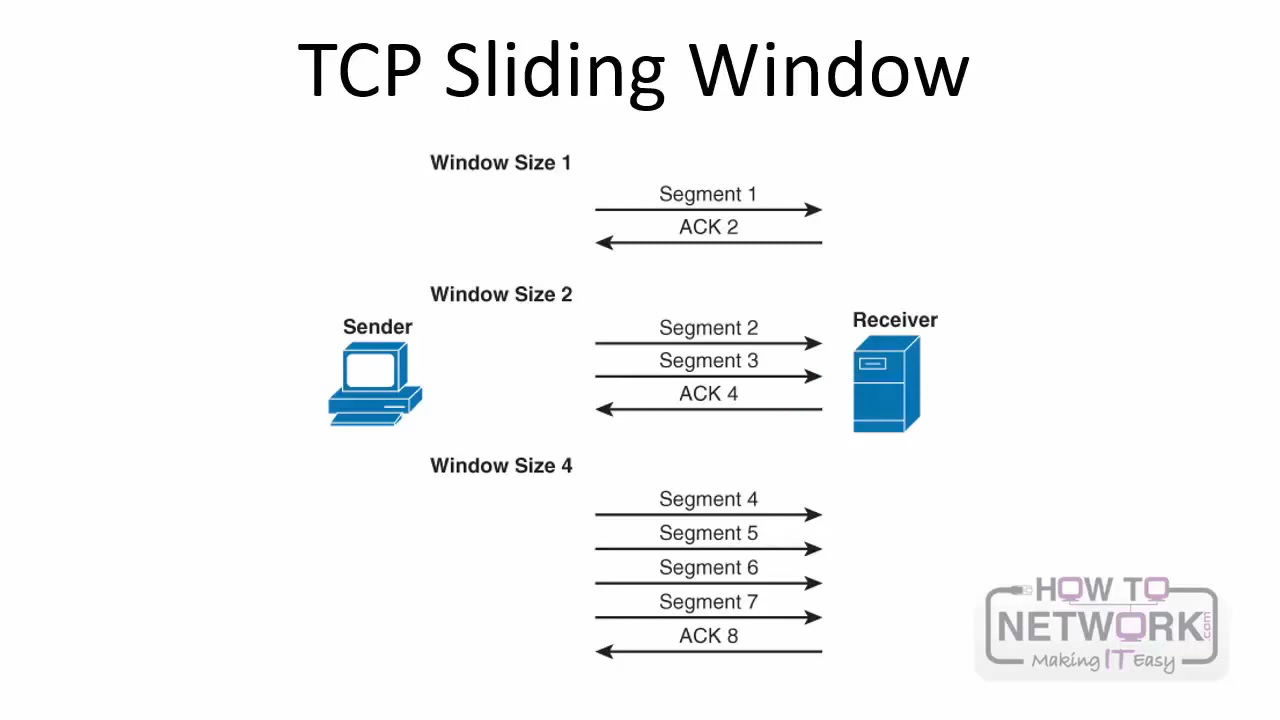 TCP Sliding Window
Window Size 1
Segment 1
ACK 2
Window Size 2
Sender
Receiver
Segment 2
Segment 3
ACK 4
Window Size 4
Segment 4
Segment 5
Segment 6
Segment 7
ACK 8
HOW TO
NETWORK.com
Making IT Easy